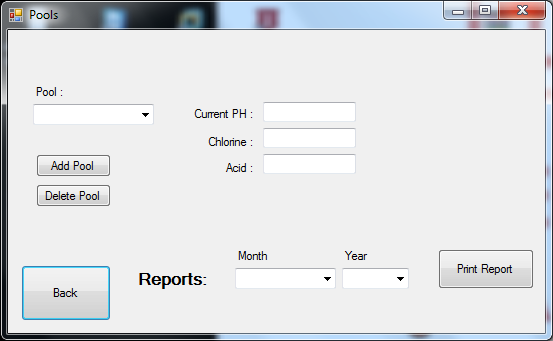 Pools
Pool :
Current PH :
Chlorine :
Add Pool
Acid :
Delete Pool
Month
Year
Reports:
Print Report
Back